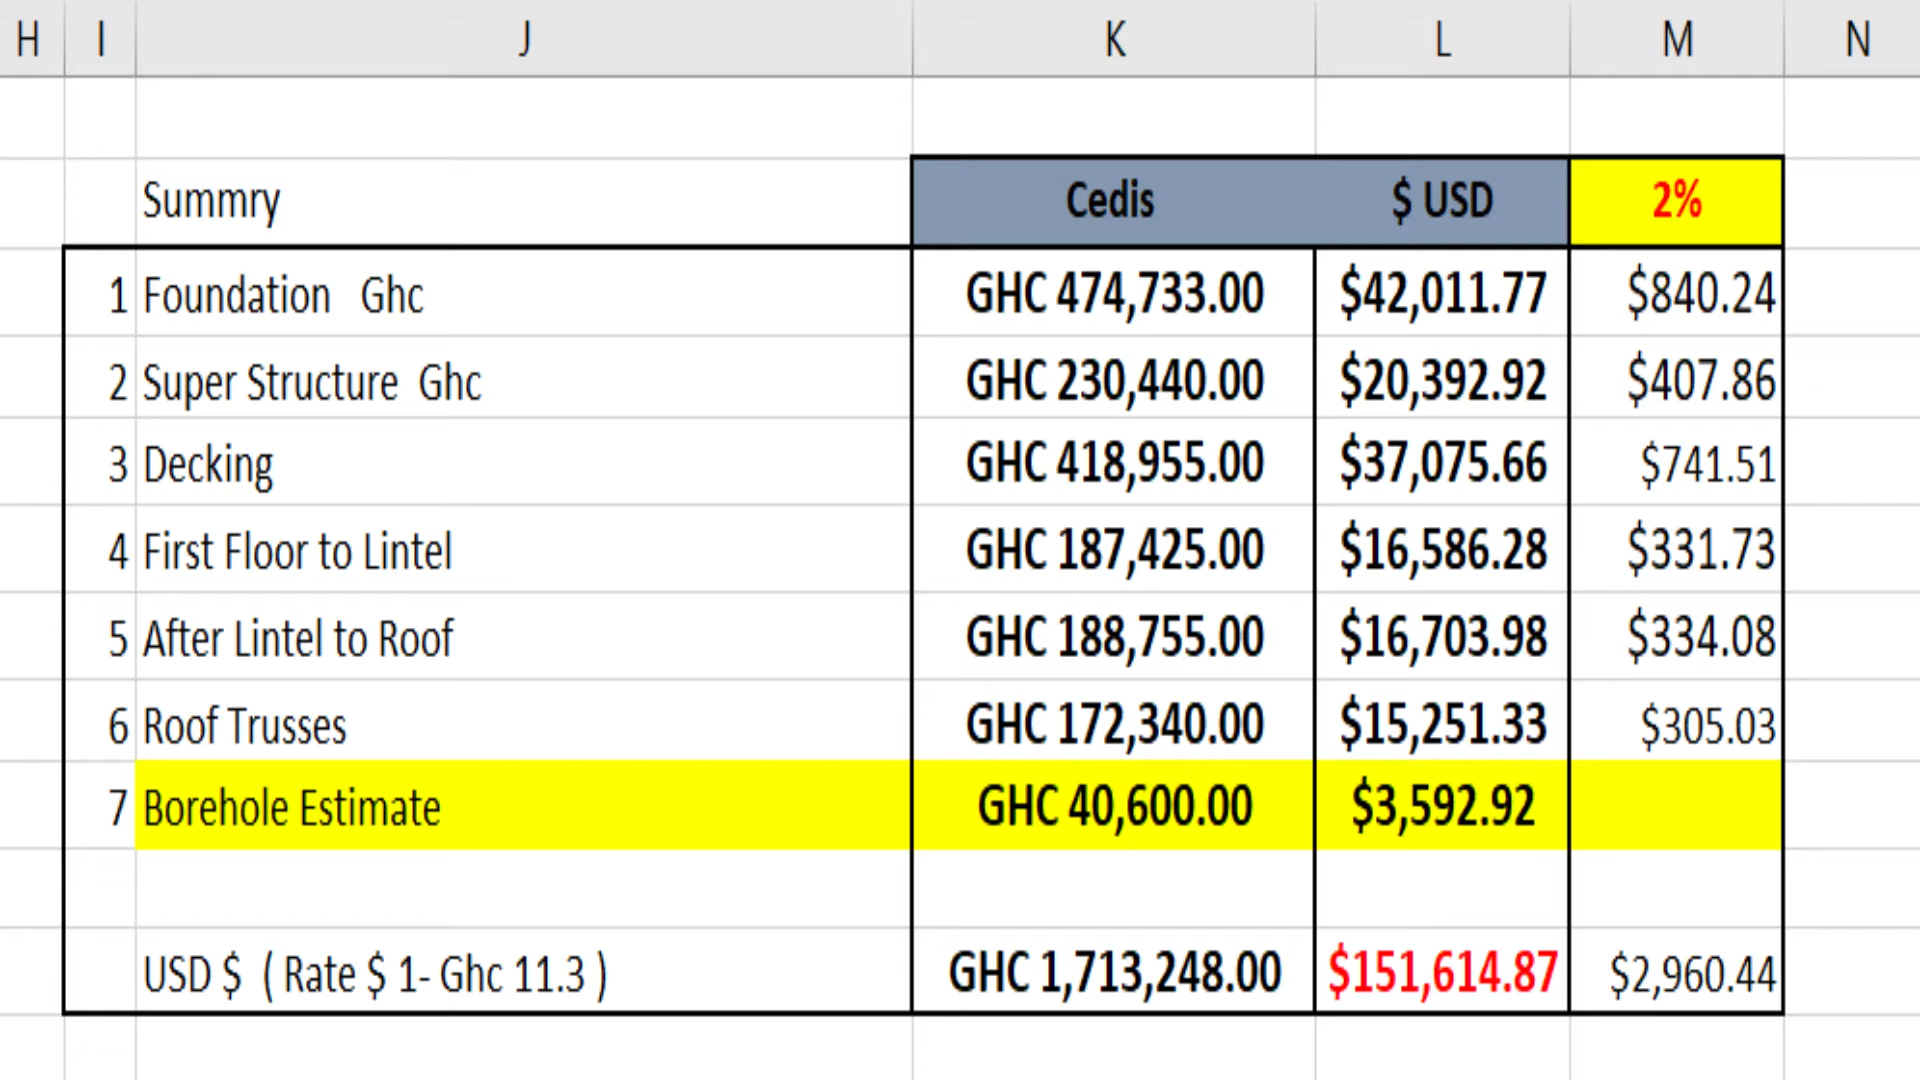 H I J K L M N
Summry Cedis $ USD 2%
1 Foundation Ghc GHC 474,733.00 $42,011.77 $840.24
2 Super Structure Ghc GHC 230,440.00 $20,392.92 $407.86
3 Decking GHC 418,955.00 $37,075.66 $741.51
4 First Floor to Lintel GHC 187,425.00 $16,586.28 $331.73
5 After Lintel to Roof GHC 188,755.00 $16,703.98 $334.08
6 Roof Trusses GHC 172,340.00 $15,251.33 $305.03
7 Borehole Estimate GHC 40,600.00 $3,592.92
USD $ ( Rate $ 1- Ghc 11.3 ) GHC 1,713,248.00 $151,614.87 $2,960.44